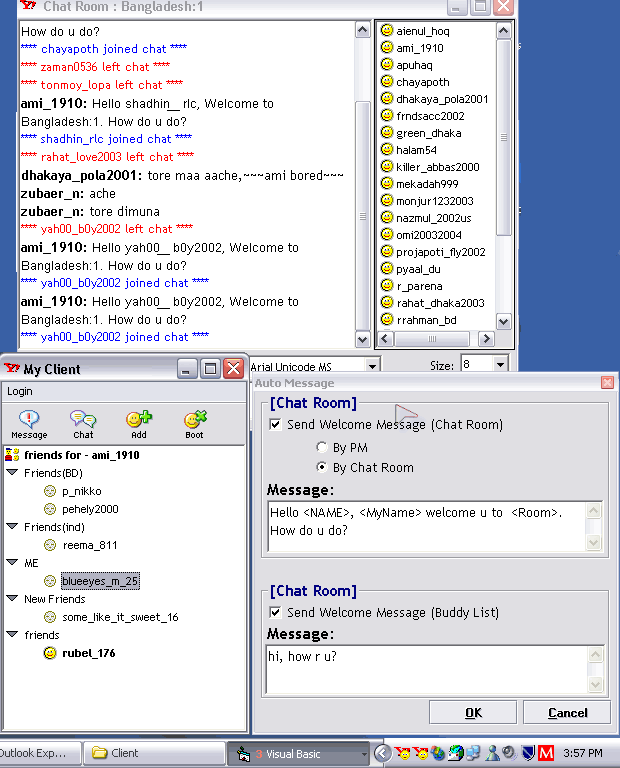 Chat Room : Bangladesh:1
How do u do?
**** chayapoth joined chat ****
**** zaman0536 left chat ****
**** tonmoy_lopa left chat ****
ami_1910: Hello shadhin__rlc, Welcome to
Bangladesh:1. How do u do?
**** shadhin_rlc joined chat ****
**** rahat_love2003 left chat ****
dhakaya_pola2001: tore maa aache,~~~ami bored~~~
zubaer_n: ache
zubaer_n: tore dimuna
**** yah00_b0y2002 left chat ****
ami_1910: Hello yah00__b0y2002, Welcome to
Bangladesh:1. How do u do?
**** yah00_b0y2002 joined chat ****
ami_1910: Hello yah00__b0y2002, Welcome to
Bangladesh:1. How do u do?
**** yah00_b0y2002 joined chat ****
aienul_hoq
ami_1910
apuhaq
chayapoth
dhakaya_pola2001
frndsacc2002
green_dhaka
halam54
killer_abbas2000
mekadah999
monjur1232003
nazmul_2002us
omi20032004
projapoti_fly2002
pyaal_du
r_parena
rahat_dhaka2003
rrahman_bd
Arial Unicode MS
Size: 8
My Client
Login
Message Chat Add Boot
friends for - ami_1910
Friends(BD)
p_nikko
pehely2000
Friends(ind)
reema_811
ME
blueeyes_m_25
New Friends
some_like_it_sweet_16
friends
rubel_176
Auto Message
[Chat Room]
Send Welcome Message (Chat Room)
By PM
By Chat Room
Message:
Hello <NAME>, <MyName> welcome u to <Room>.
How do u do?
[Chat Room]
Send Welcome Message (Buddy List)
Message:
hi, how r u?
OK Cancel
Outlook Exp... Client 3 Visual Basic 3:57 PM